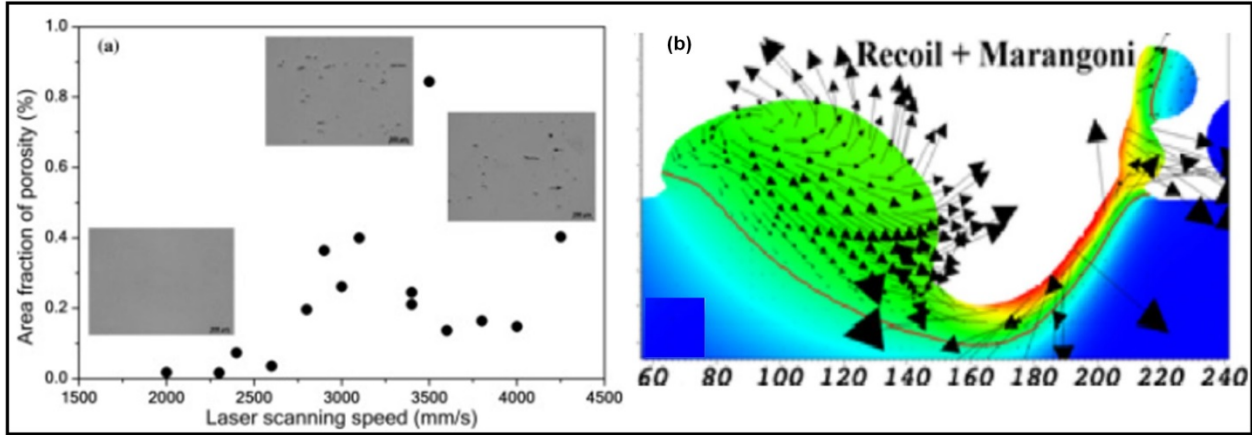 (a)
1.0
0.8
0.6
0.4
0.2
0.0
Area fraction of porosity (%)
1500 2000 2500 3000 3500 4000 4500
Laser scanning speed (mm/s)
(b)
Recoil + Marangoni
60 80 100 120 140 160 180 200 220 240